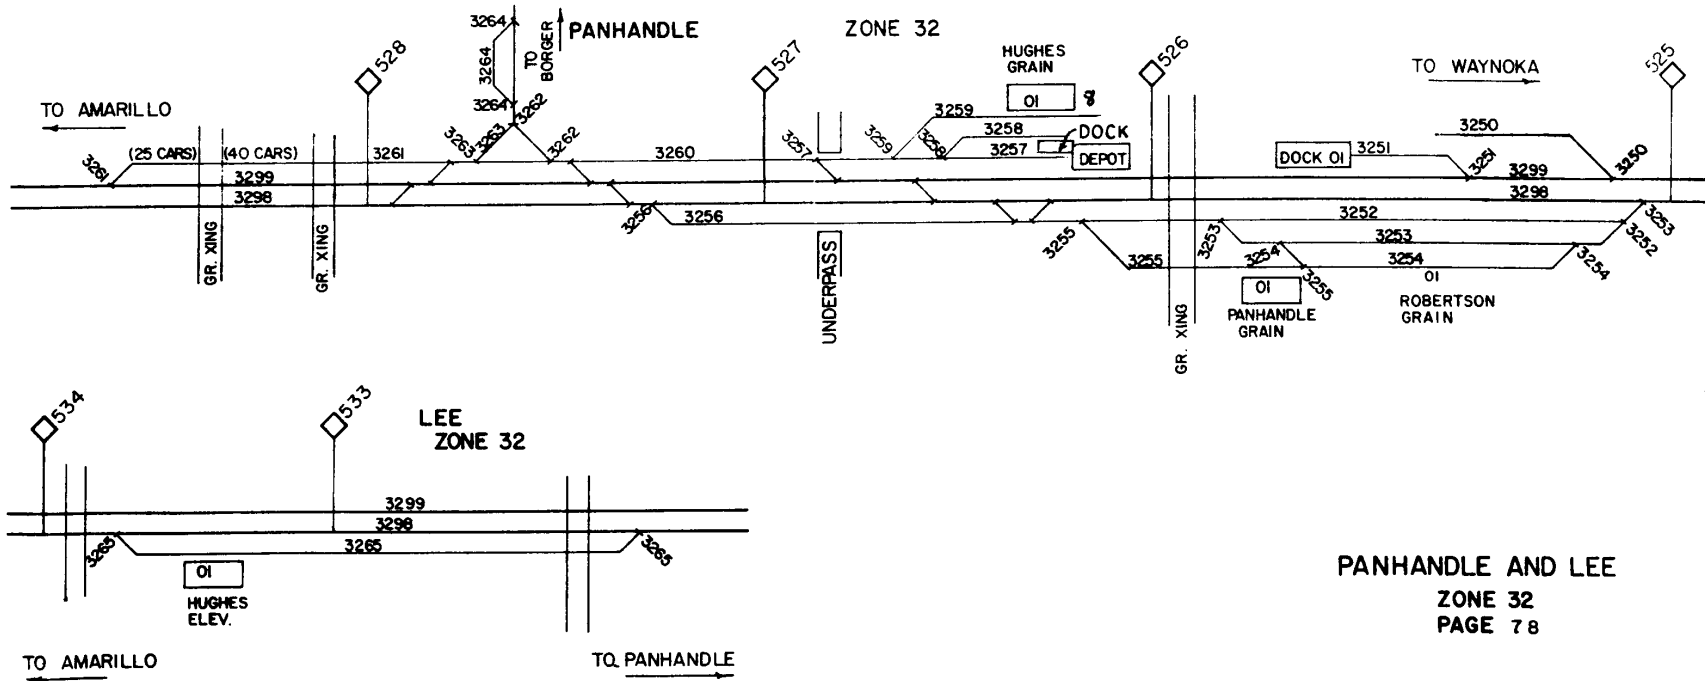 PANHANDLE
ZONE 32
TO AMARILLO
TO BORGER
TO WAYNOKA
528
527
526
525
3264
3264
3264
3262
3263
3263
3262
HUGHES
GRAIN
01
3259
3259
3258
3258
3257
3257
DOCK
DEPOT
3250
3250
3251
3251
DOCK 01
(25 CARS)
(40 CARS)
3261
3261
3260
3299
3299
3298
3298
3256
3256
3252
3252
3253
3253
3253
3254
3254
3254
3255
3255
3255
GR. XING
GR. XING
UNDERPASS
GR. XING
01
PANHANDLE
GRAIN
01
ROBERTSON
GRAIN
534
533
LEE
ZONE 32
3299
3298
3265
3265
3265
01
HUGHES
ELEV.
TO AMARILLO
TO PANHANDLE
PANHANDLE AND LEE
ZONE 32
PAGE 78